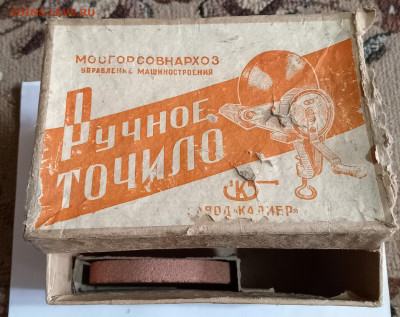 МОСГОРСОВНАРХОЗ
УПРАВЛЕНИЕ МАШИНОСТРОЕНИЯ
РУЧНОЕ
ТОЧИЛО
"К"
ЗАВОД „КАЛИБР"